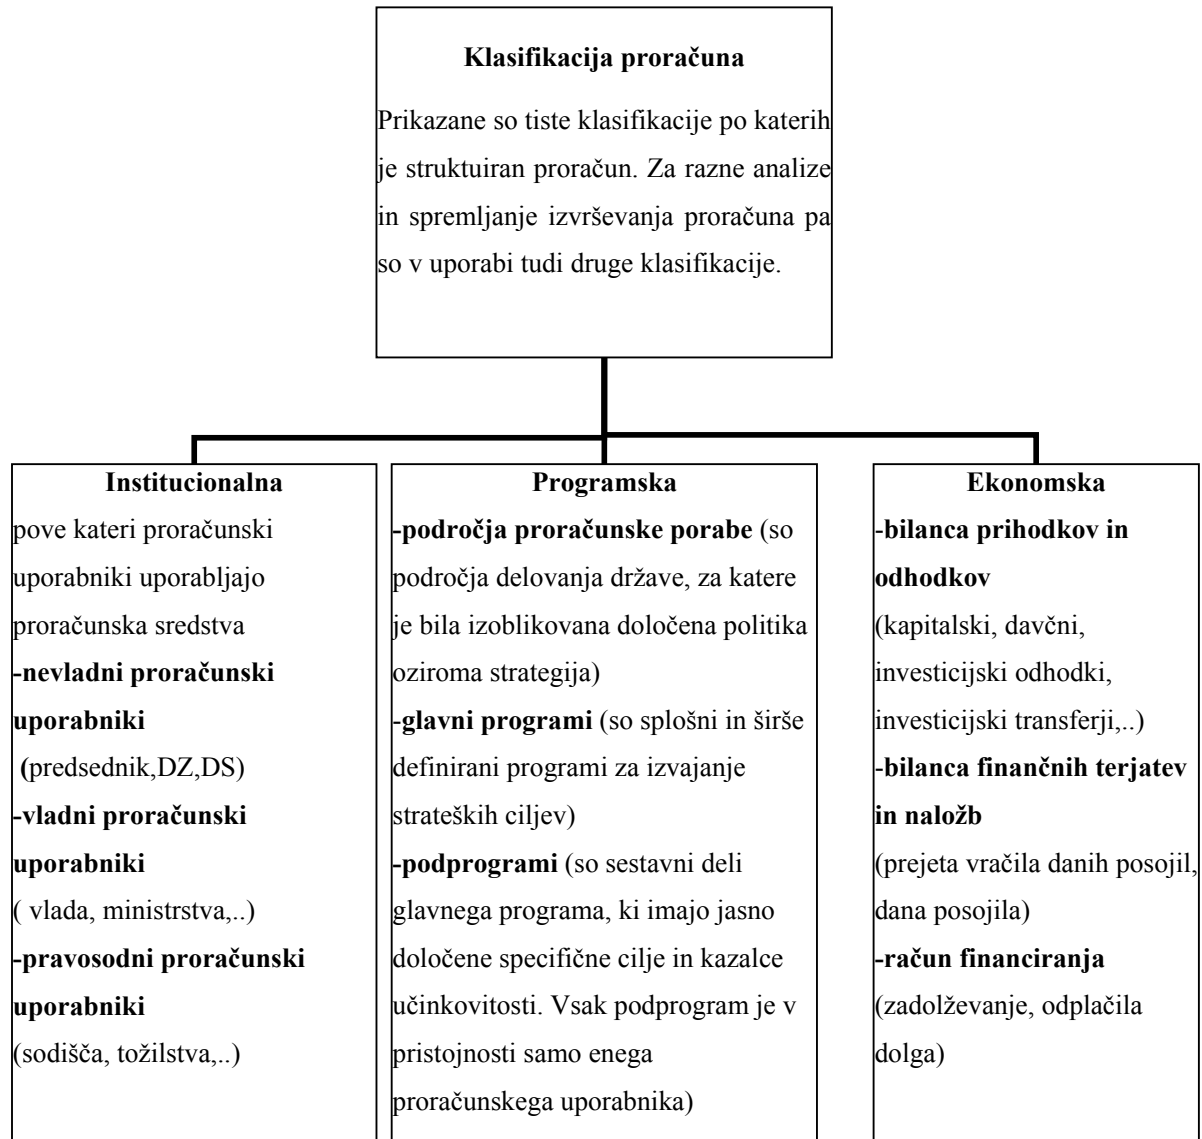 Klasifikacija proračuna
Prikazane so tiste klasifikacije po katerih
je struktuiran proračun. Za razne analize
in spremljanje izvrševanja proračuna pa
so v uporabi tudi druge klasifikacije.
Institucionalna
pove kateri proračunski
uporabniki uporabljajo
proračunska sredstva
-nevladni proračunski
uporabniki
(predsednik,DZ,DS)
-vladni proračunski
uporabniki
( vlada, ministrstva,..)
-pravosodni proračunski
uporabniki
(sodišča, tožilstva,..)
Programska
-področja proračunske porabe (so
področja delovanja države, za katere
je bila izoblikovana določena politika
oziroma strategija)
-glavni programi (so splošni in širše
definirani programi za izvajanje
strateških ciljev)
-podprogrami (so sestavni deli
glavnega programa, ki imajo jasno
določene specifične cilje in kazalce
učinkovitosti. Vsak podprogram je v
pristojnosti samo enega
proračunskega uporabnika)
Ekonomska
-bilanca prihodkov in
odhodkov
(kapitalski, davčni,
investicijski odhodki,
investicijski transferji,..)
-bilanca finančnih terjatev
in naložb
(prejeta vračila danih posojil,
dana posojila)
-račun financiranja
(zadolževanje, odplačila
dolga)